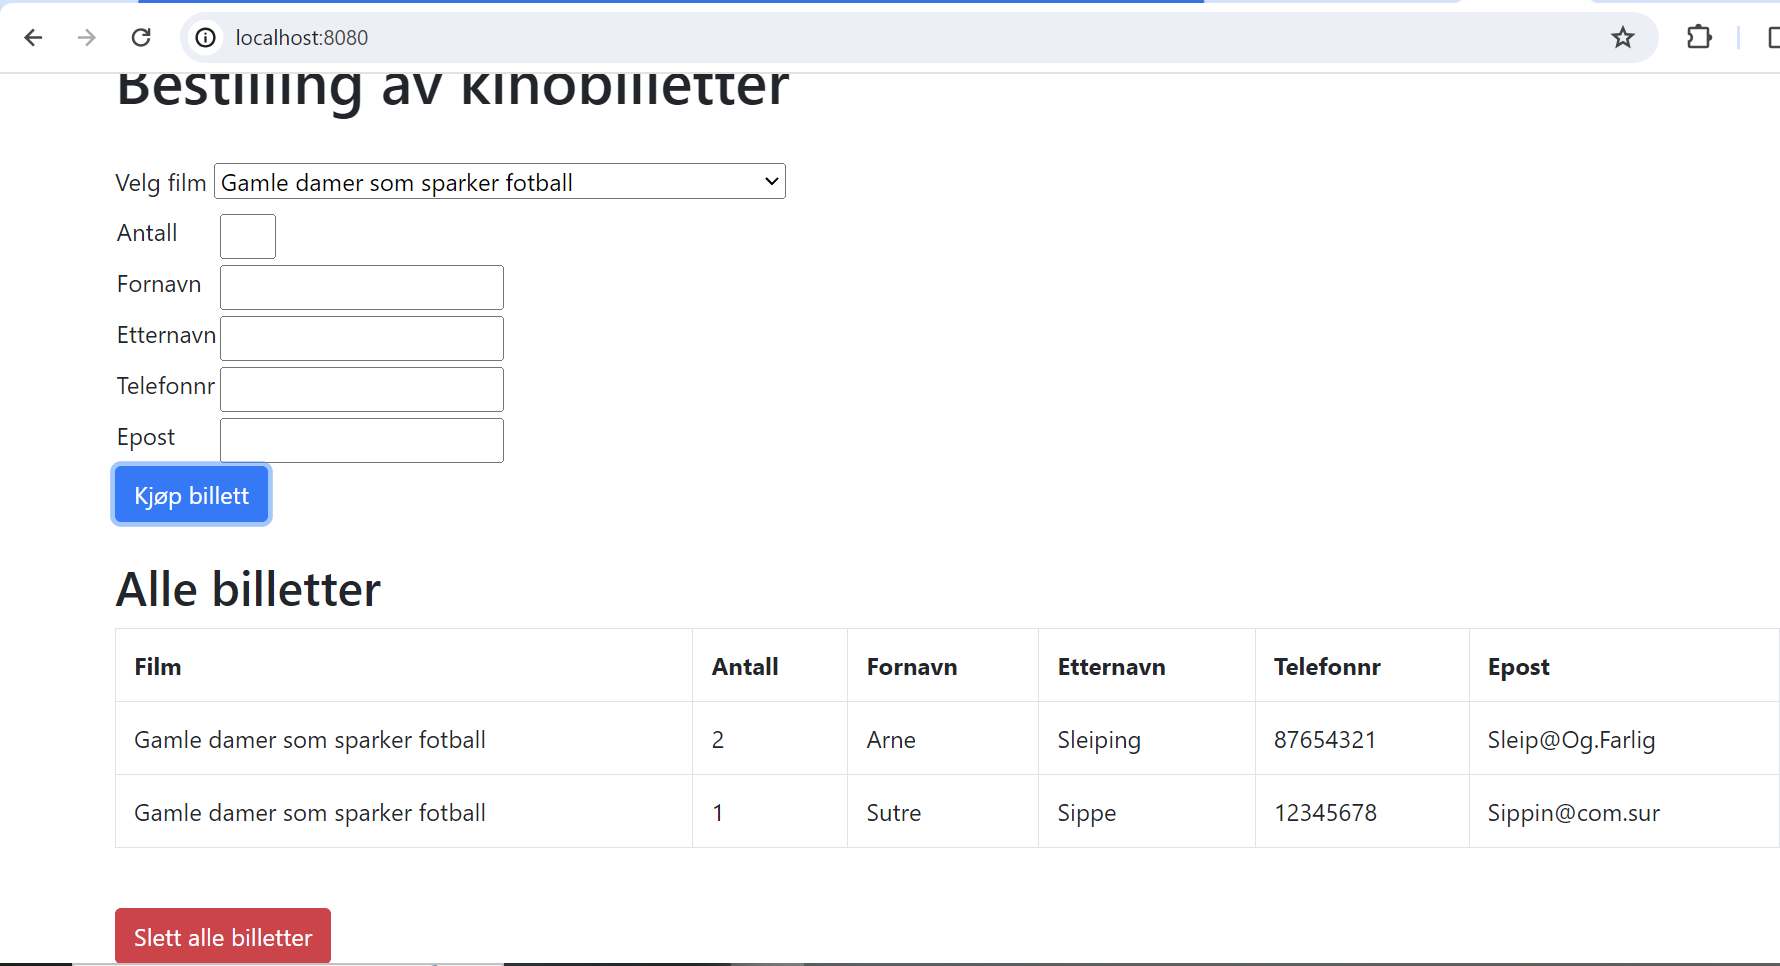 localhost:8080
Bestilling av kinobilletter
Velg film Gamle damer som sparker fotball
Antall
Fornavn
Etternavn
Telefonnr
Epost
Kjøp billett
Alle billetter
Film Antall Fornavn Etternavn Telefonnr Epost
Gamle damer som sparker fotball 2 Arne Sleiping 87654321 Sleip@Og.Farlig
Gamle damer som sparker fotball 1 Sutre Sippe 12345678 Sippin@com.sur
Slett alle billetter